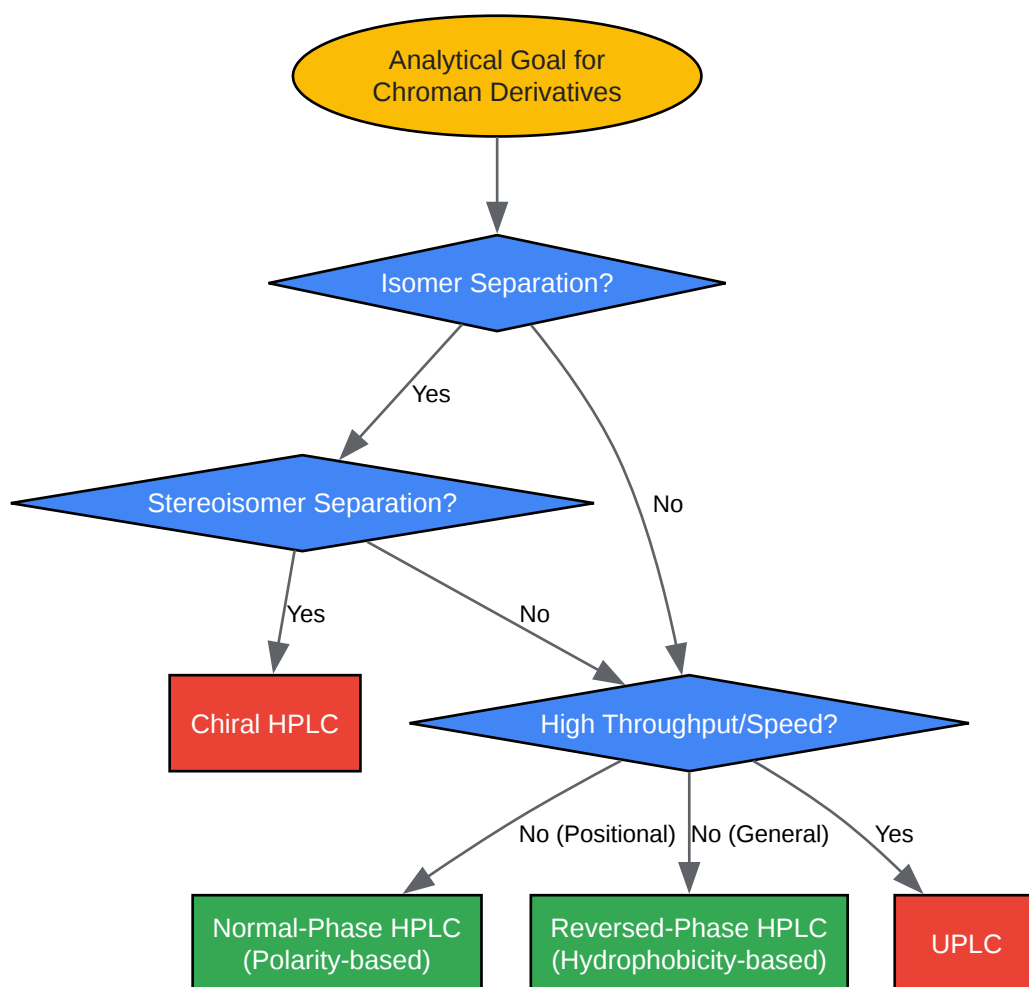 Analytical Goal for
Chroman Derivatives
Isomer Separation?
Yes
No
Stereoisomer Separation?
Yes
No
Chiral HPLC
High Throughput/Speed?
No (Positional)
No (General)
Yes
Normal-Phase HPLC
(Polarity-based)
Reversed-Phase HPLC
(Hydrophobicity-based)
UPLC